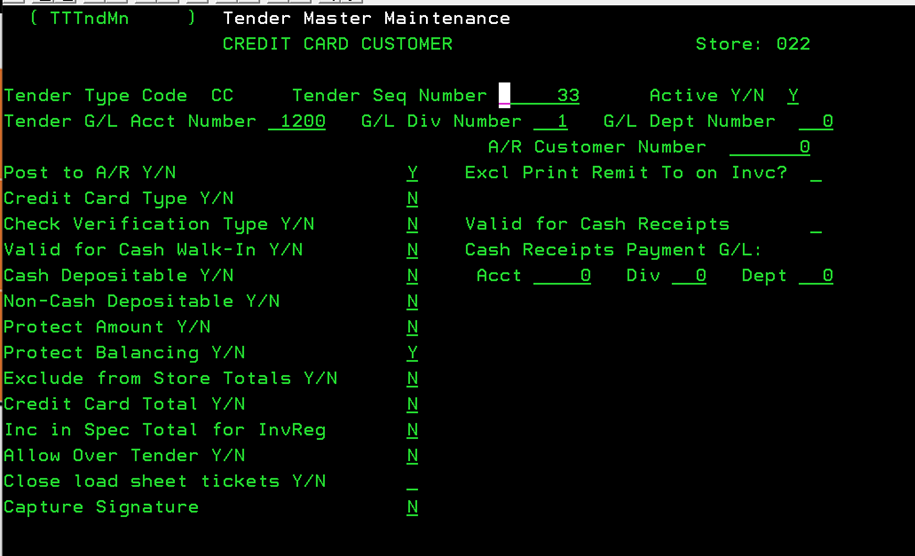 ( TTTndMn ) Tender Master Maintenance
CREDIT CARD CUSTOMER Store: 022
Tender Type Code CC Tender Seq Number 33 Active Y/N Y
Tender G/L Acct Number 1200 G/L Div Number 1 G/L Dept Number 0
A/R Customer Number 0
Post to A/R Y/N Y Excl Print Remit To on Invc? _
Credit Card Type Y/N N
Check Verification Type Y/N N Valid for Cash Receipts _
Valid for Cash Walk-In Y/N N Cash Receipts Payment G/L:
Cash Depositable Y/N N Acct 0 Div 0 Dept 0
Non-Cash Depositable Y/N N
Protect Amount Y/N N
Protect Balancing Y/N Y
Exclude from Store Totals Y/N N
Credit Card Total Y/N N
Inc in Spec Total for InvReg N
Allow Over Tender Y/N N
Close load sheet tickets Y/N _
Capture Signature N